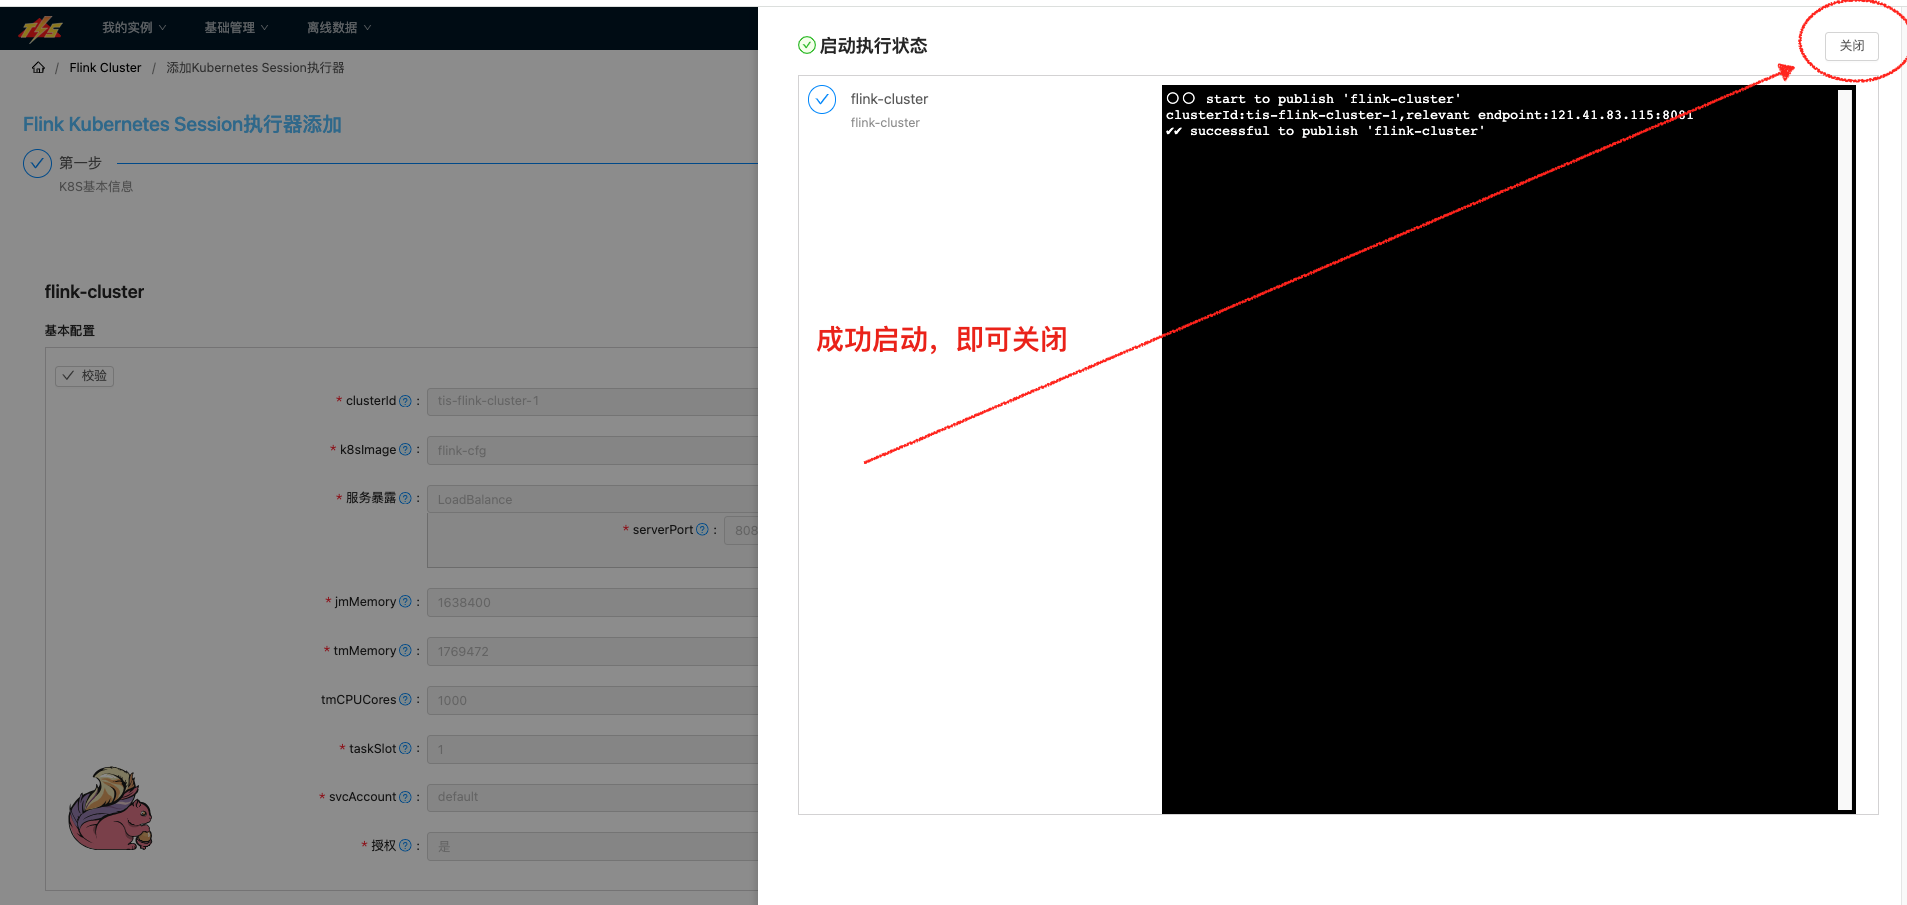 TIS
我的实例
基础管理
离线数据
/ Flink Cluster / 添加Kubernetes Session执行器
Flink Kubernetes Session执行器添加
第一步
K8S基本信息
flink-cluster
基本配置
校验
* clusterId : tis-flink-cluster-1
* k8sImage : flink-cfg
* 服务暴露 : LoadBalance
* serverPort : 808
* jmMemory : 1638400
* tmMemory : 1769472
tmCPUCores : 1000
* taskSlot : 1
* svcAccount : default
* 授权 : 是
启动执行状态
关闭
flink-cluster
flink-cluster
start to publish 'flink-cluster'
clusterId:tis-flink-cluster-1,relevant endpoint:121.41.83.115:8081
✔✔ successful to publish 'flink-cluster'
成功启动，即可关闭